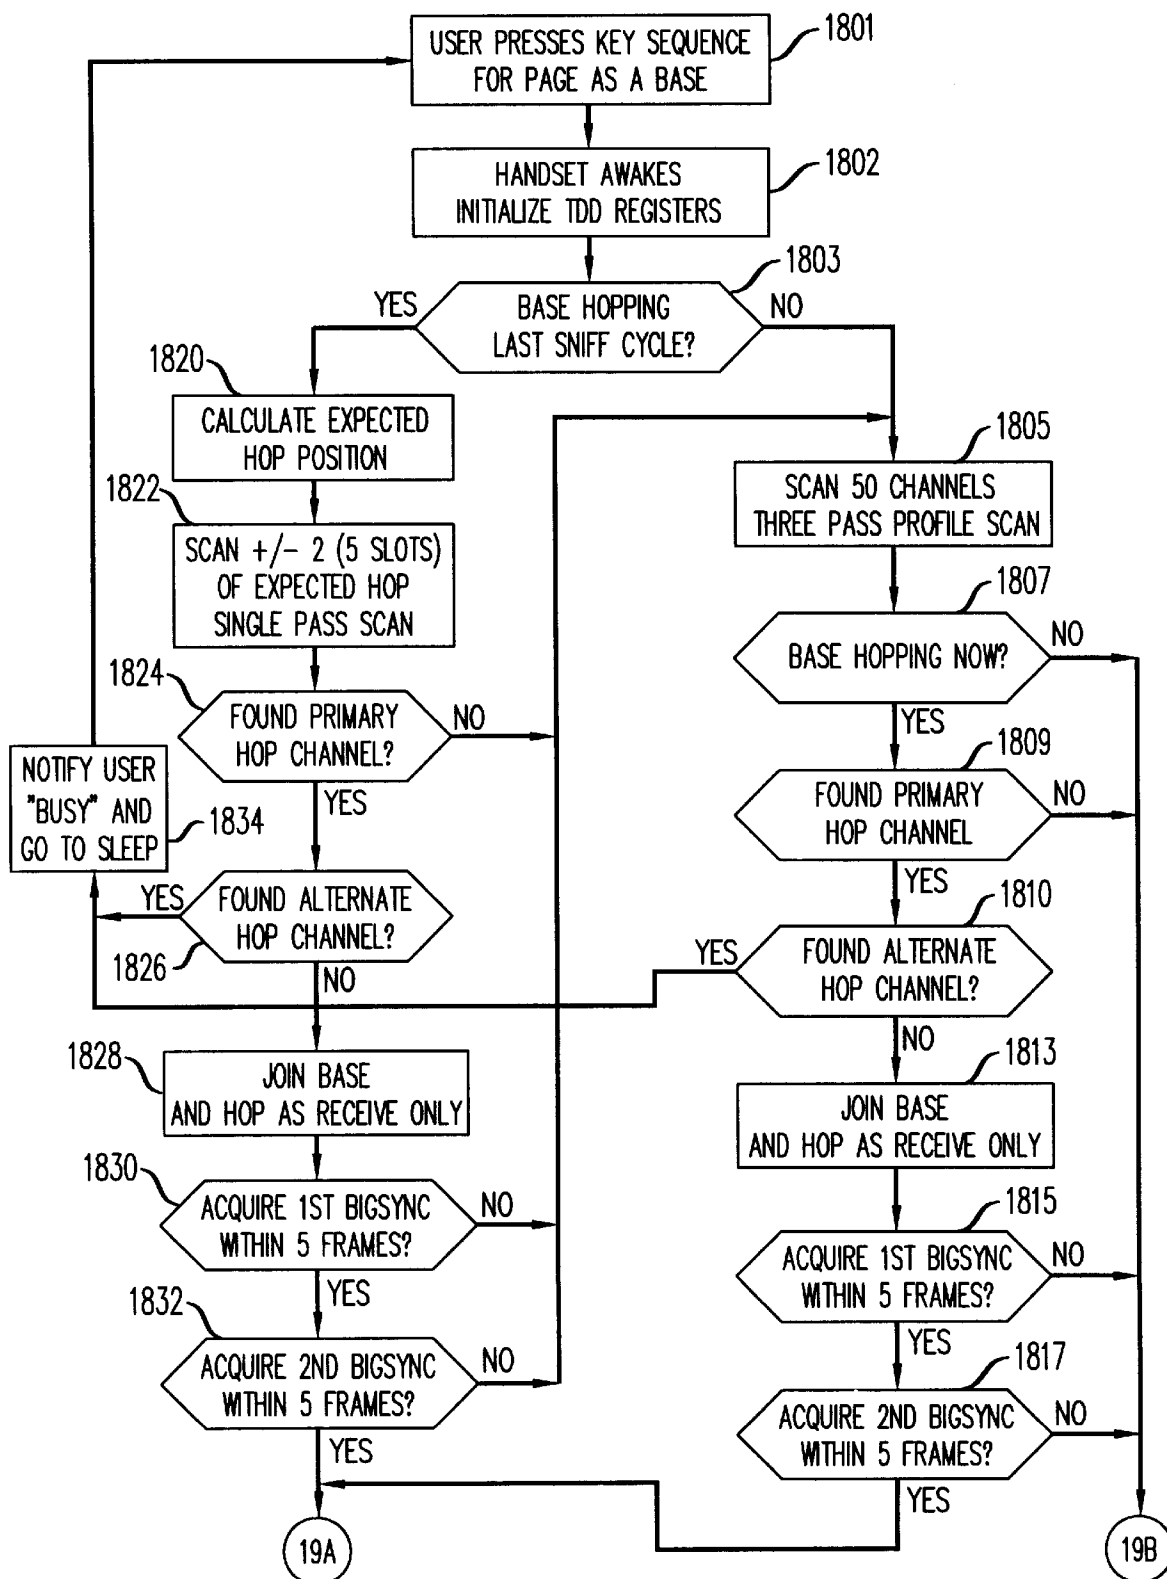 USER PRESSES KEY SEQUENCE
FOR PAGE AS A BASE
1801
HANDSET AWAKES
INITIALIZE TDD REGISTERS
1802
BASE HOPPING
LAST SNIFF CYCLE?
1803
YES
NO
1820
CALCULATE EXPECTED
HOP POSITION
1822
SCAN +/- 2 (5 SLOTS)
OF EXPECTED HOP
SINGLE PASS SCAN
1824
FOUND PRIMARY
HOP CHANNEL?
NO
YES
NOTIFY USER
"BUSY" AND
GO TO SLEEP
1834
YES
FOUND ALTERNATE
HOP CHANNEL?
1826
NO
1828
JOIN BASE
AND HOP AS RECEIVE ONLY
1830
ACQUIRE 1ST BIGSYNC
WITHIN 5 FRAMES?
NO
YES
1832
ACQUIRE 2ND BIGSYNC
WITHIN 5 FRAMES?
NO
YES
19A
1805
SCAN 50 CHANNELS
THREE PASS PROFILE SCAN
1807
BASE HOPPING NOW?
NO
YES
1809
FOUND PRIMARY
HOP CHANNEL
NO
YES
1810
YES
FOUND ALTERNATE
HOP CHANNEL?
NO
1813
JOIN BASE
AND HOP AS RECEIVE ONLY
1815
ACQUIRE 1ST BIGSYNC
WITHIN 5 FRAMES?
NO
YES
1817
ACQUIRE 2ND BIGSYNC
WITHIN 5 FRAMES?
NO
YES
19B